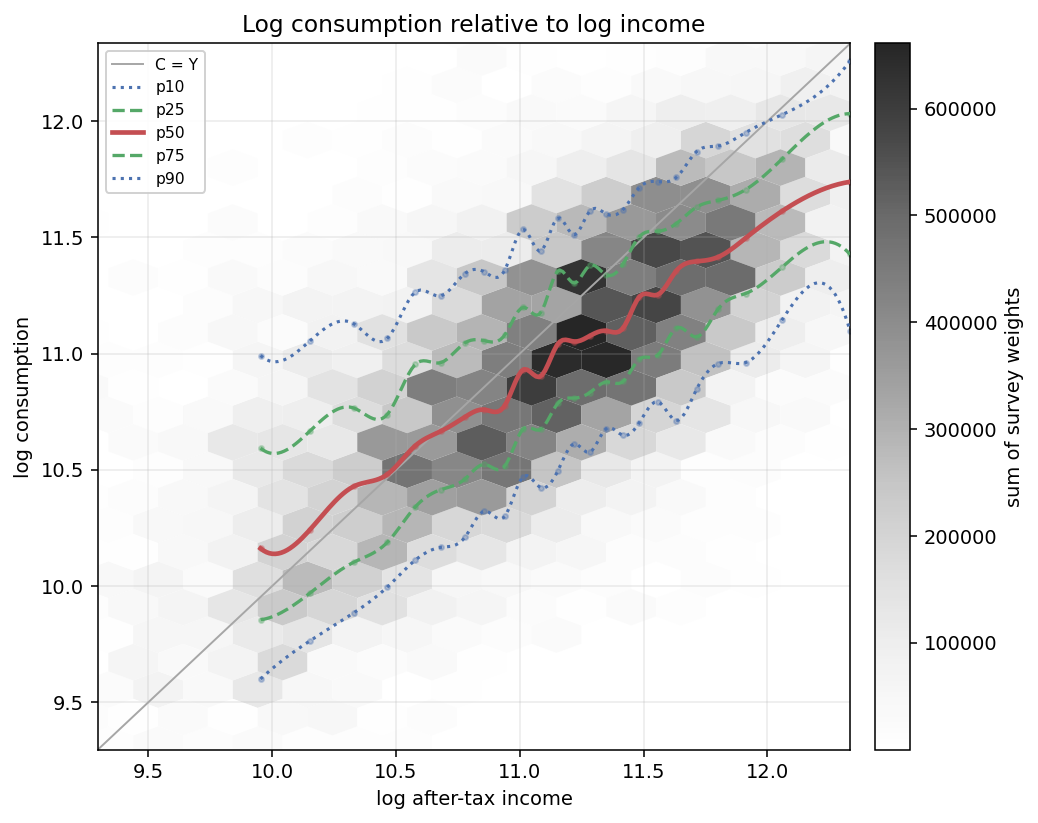 Log consumption relative to log income
C = Y
p10
p25
p50
p75
p90
log consumption
12.0
11.5
11.0
10.5
10.0
9.5
9.5
10.0
10.5
11.0
11.5
12.0
log after-tax income
600000
500000
400000
300000
200000
100000
sum of survey weights